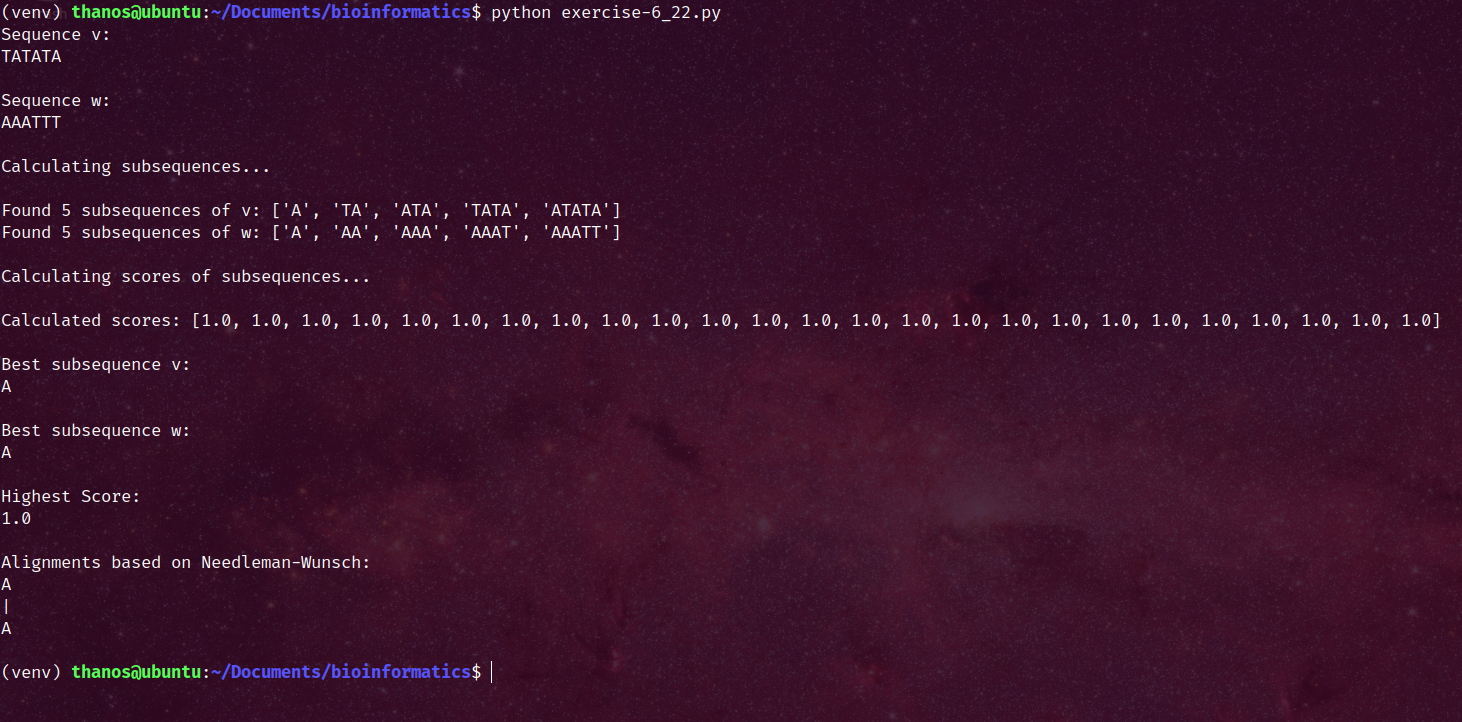 (venv) thanos@ubuntu:~/Documents/bioinformatics$ python exercise-6_22.py
Sequence v:
TATATA
Sequence w:
AAATTT
Calculating subsequences...
Found 5 subsequences of v: ['A', 'TA', 'ATA', 'TATA', 'ATATA']
Found 5 subsequences of w: ['A', 'AA', 'AAA', 'AAAT', 'AAATT']
Calculating scores of subsequences...
Calculated scores: [1.0, 1.0, 1.0, 1.0, 1.0, 1.0, 1.0, 1.0, 1.0, 1.0, 1.0, 1.0, 1.0, 1.0, 1.0, 1.0, 1.0, 1.0, 1.0, 1.0, 1.0, 1.0, 1.0, 1.0, 1.0]
Best subsequence v:
A
Best subsequence w:
A
Highest Score:
1.0
Alignments based on Needleman-Wunsch:
A
|
A
(venv) thanos@ubuntu:~/Documents/bioinformatics$